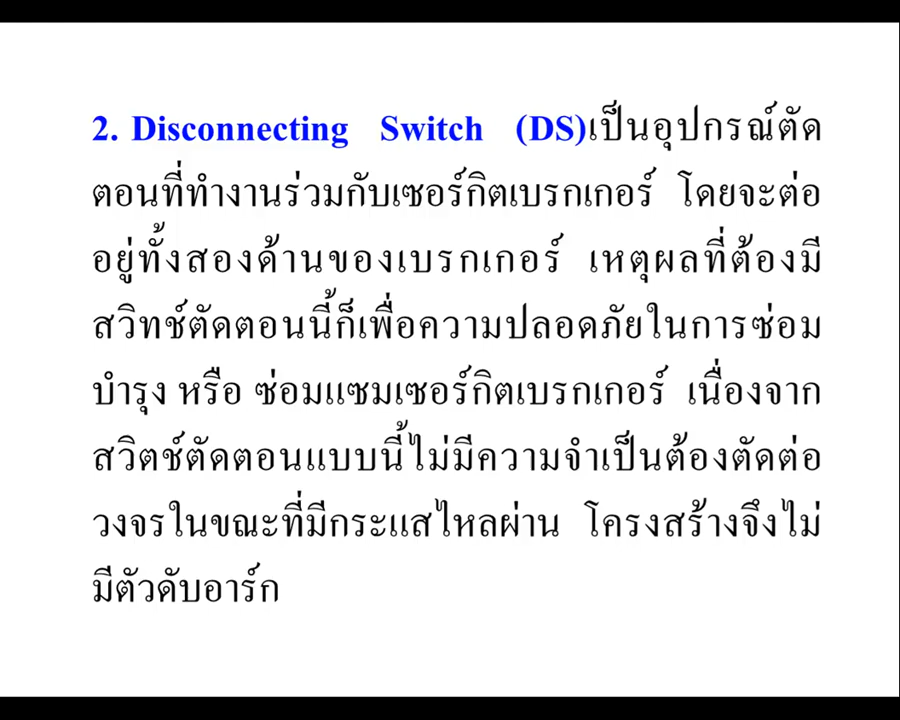 2. Disconnecting Switch (DS)เป็นอุปกรณ์ตัด
ตอนที่ทำงานร่วมกับเซอร์กิตเบรกเกอร์ โดยจะต่อ
อยู่ทั้งสองด้านของเบรกเกอร์ เหตุผลที่ต้องมี
สวิทช์ตัดตอนนี้ก็เพื่อความปลอดภัยในการซ่อม
บำรุง หรือ ซ่อมแซมเซอร์กิตเบรกเกอร์ เนื่องจาก
สวิตช์ตัดตอนแบบนี้ไม่มีความจำเป็นต้องตัดต่อ
วงจรในขณะที่มีกระแสไหลผ่าน โครงสร้างจึงไม่
มีตัวดับอาร์ก